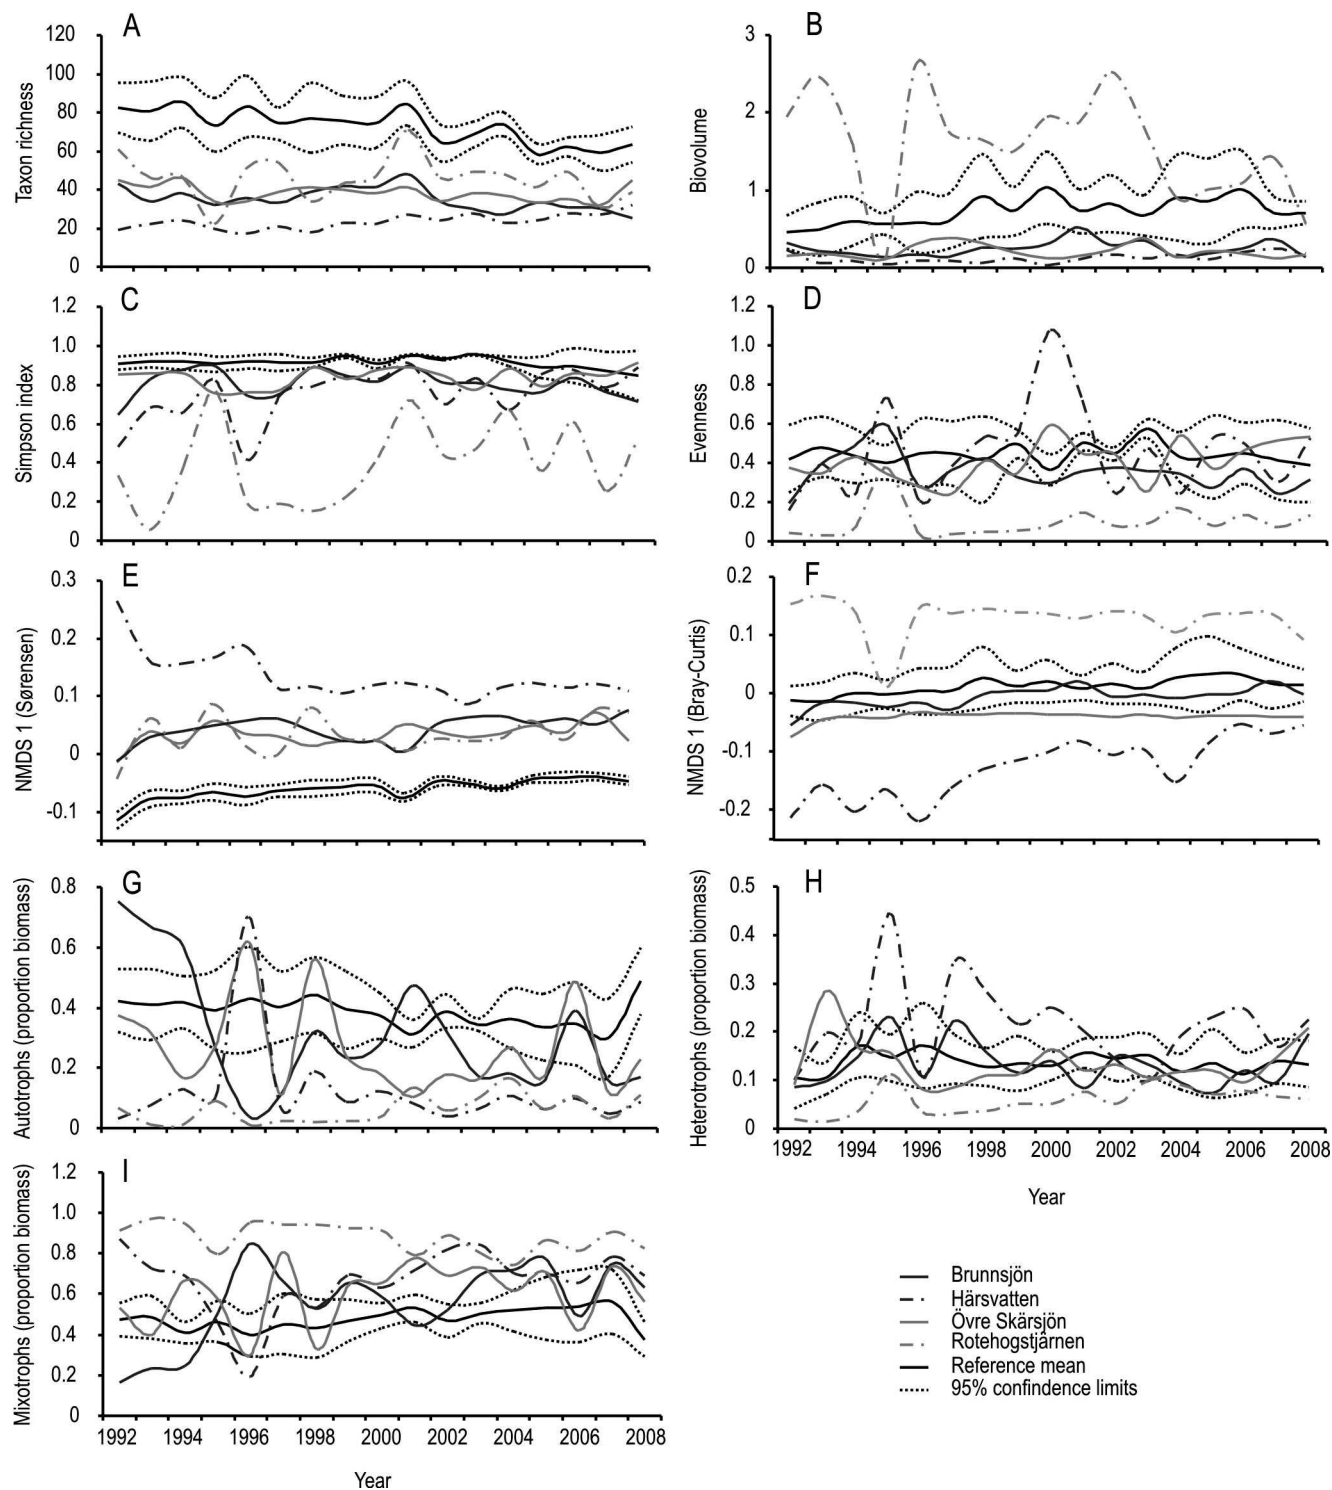 A
Taxon richness
120
100
80
60
40
20
0
B
Biovolume
3
2
1
0
C
Simpson index
1.2
1.0
0.8
0.6
0.4
0.2
0
D
Evenness
1.2
1.0
0.8
0.6
0.4
0.2
0
E
NMDS 1 (Sørensen)
0.3
0.2
0.1
0
-0.1
F
NMDS 1 (Bray-Curtis)
0.2
0.1
0
-0.1
-0.2
G
Autotrophs (proportion biomass)
0.8
0.6
0.4
0.2
0
H
Heterotrophs (proportion biomass)
0.5
0.4
0.3
0.2
0.1
0
1992 1994 1996 1998 2000 2002 2004 2006 2008
Year
I
Mixotrophs (proportion biomass)
1.2
1.0
0.8
0.6
0.4
0.2
0
1992 1994 1996 1998 2000 2002 2004 2006 2008
Year
Brunnsjön
Härsvatten
Övre Skärsjön
Rotehogstjärnen
Reference mean
95% confindence limits